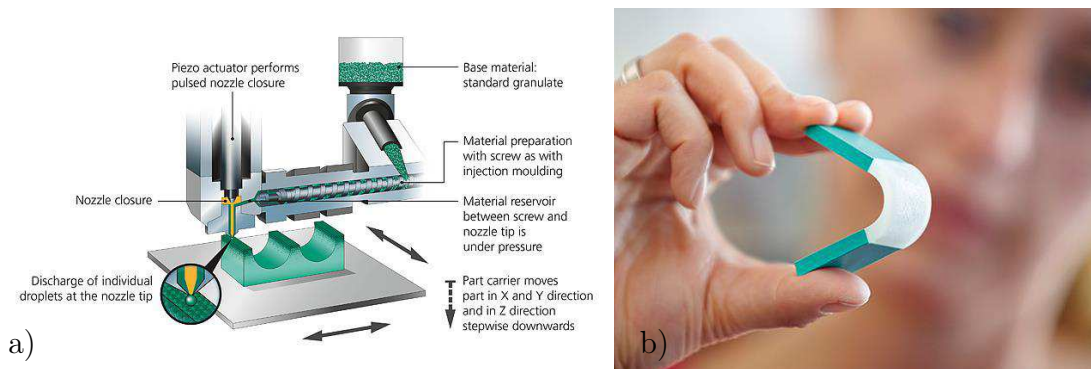 Piezo actuator performs
pulsed nozzle closure
Base material:
standard granulate
Material preparation
with screw as with
injection moulding
Nozzle closure
Material reservoir
between screw and
nozzle tip is
under pressure
Discharge of individual
droplets at the nozzle tip
Part carrier moves
part in X and Y direction
and in Z direction
stepwise downwards
a)
b)